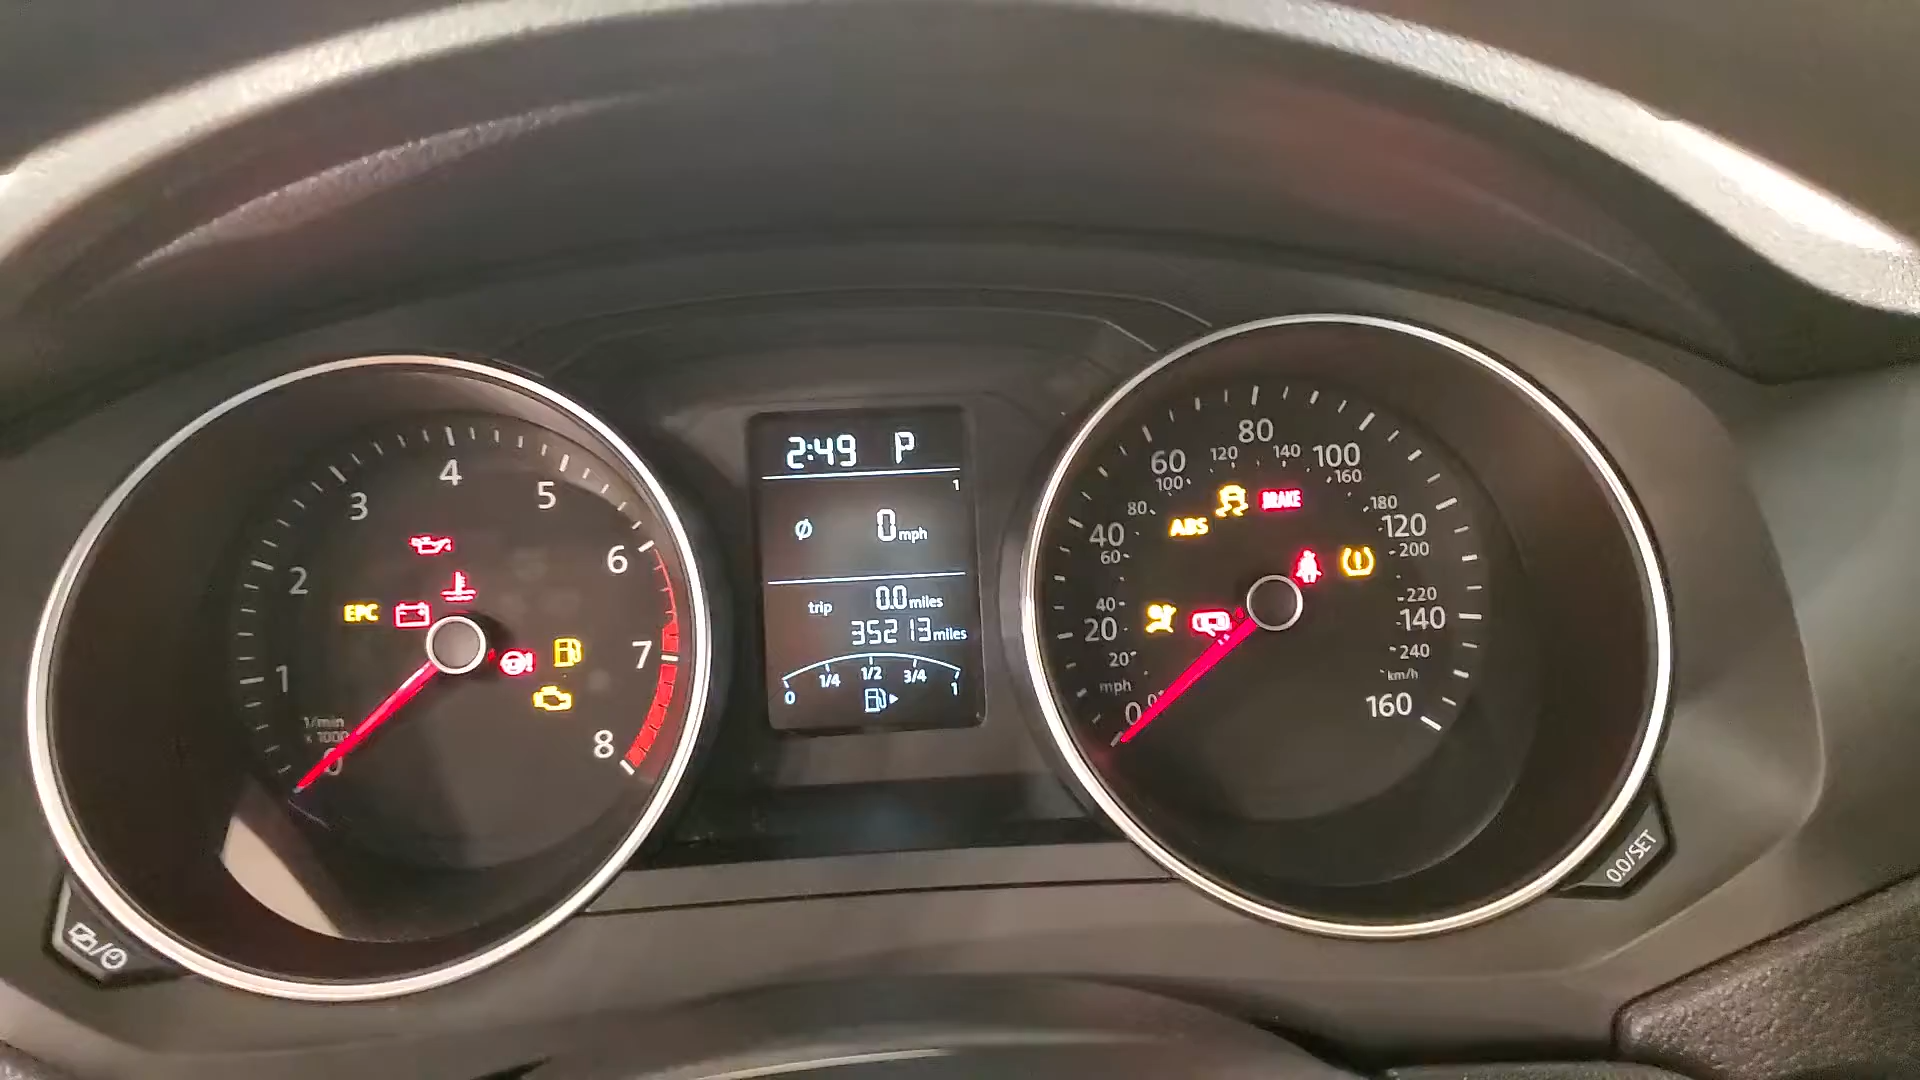 2:49 P
1
Ø 0 mph
trip 0.0 miles
35213 miles
0 1/4 1/2 3/4 1
0 1 2 3 4 5 6 7 8
1/min
x 1000
EPC
0 20 40 60 80 100 120 140 160
20 40 60 80 100 120 140 160 180 200 220 240
mph
km/h
ABS
BRAKE
0.0/SET